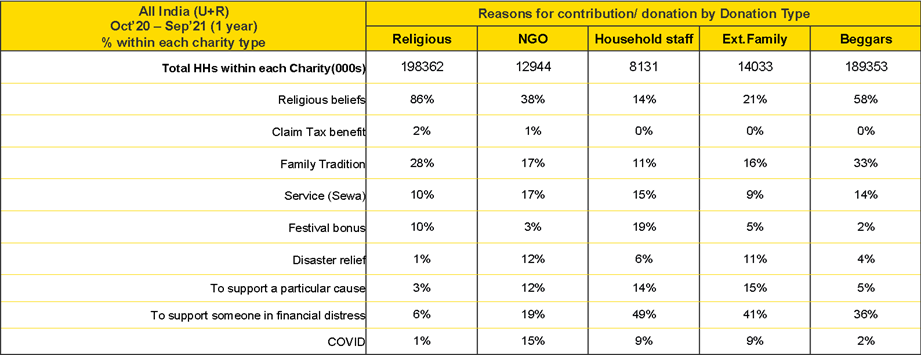 All India (U+R)
Oct’20 – Sep’21 (1 year)
% within each charity type
Reasons for contribution/ donation by Donation Type
Religious NGO Household staff Ext.Family Beggars
Total HHs within each Charity(000s) 198362 12944 8131 14033 189353
Religious beliefs 86% 38% 14% 21% 58%
Claim Tax benefit 2% 1% 0% 0% 0%
Family Tradition 28% 17% 11% 16% 33%
Service (Sewa) 10% 17% 15% 9% 14%
Festival bonus 10% 3% 19% 5% 2%
Disaster relief 1% 12% 6% 11% 4%
To support a particular cause 3% 12% 14% 15% 5%
To support someone in financial distress 6% 19% 49% 41% 36%
COVID 1% 15% 9% 9% 2%